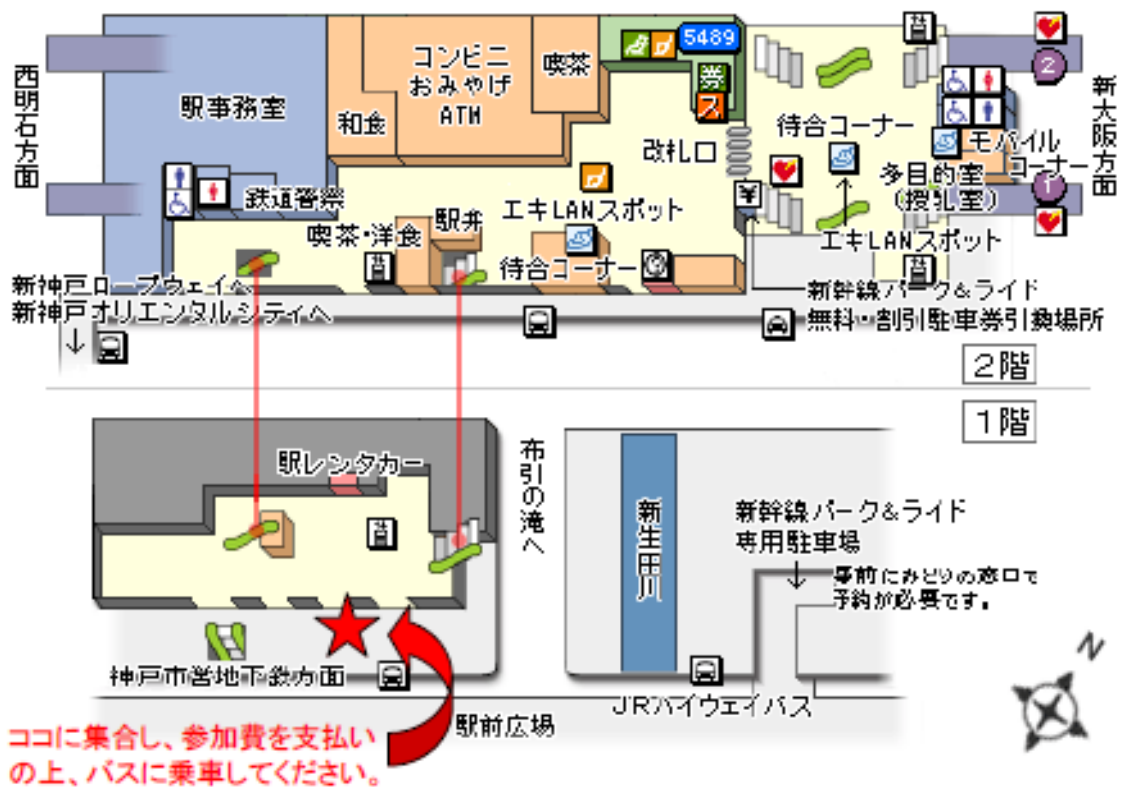 西明石方面
駅事務室
和食
コンビニ
おみやげ
ATM
喫茶
5489
券
ス
改札口
待合コーナー
2
新大阪方面
モバイル
コーナー
1
多目的室
(授乳室)
鉄道警察
喫茶・洋食
駅弁
エキLANスポット
待合コーナー
¥
エキLANスポット
新神戸ロープウェイへ
新神戸オリエンタルシティへ
新幹線パーク&ライド
無料・割引駐車券引換場所
2階
1階
駅レンタカー
布引の滝へ
新生田川
新幹線パーク&ライド
専用駐車場
事前にみどりの窓口で
予約が必要です。
神戸市営地下鉄方面
JRハイウェイバス
駅前広場
N
ココに集合し、参加費を支払い
の上、バスに乗車してください。